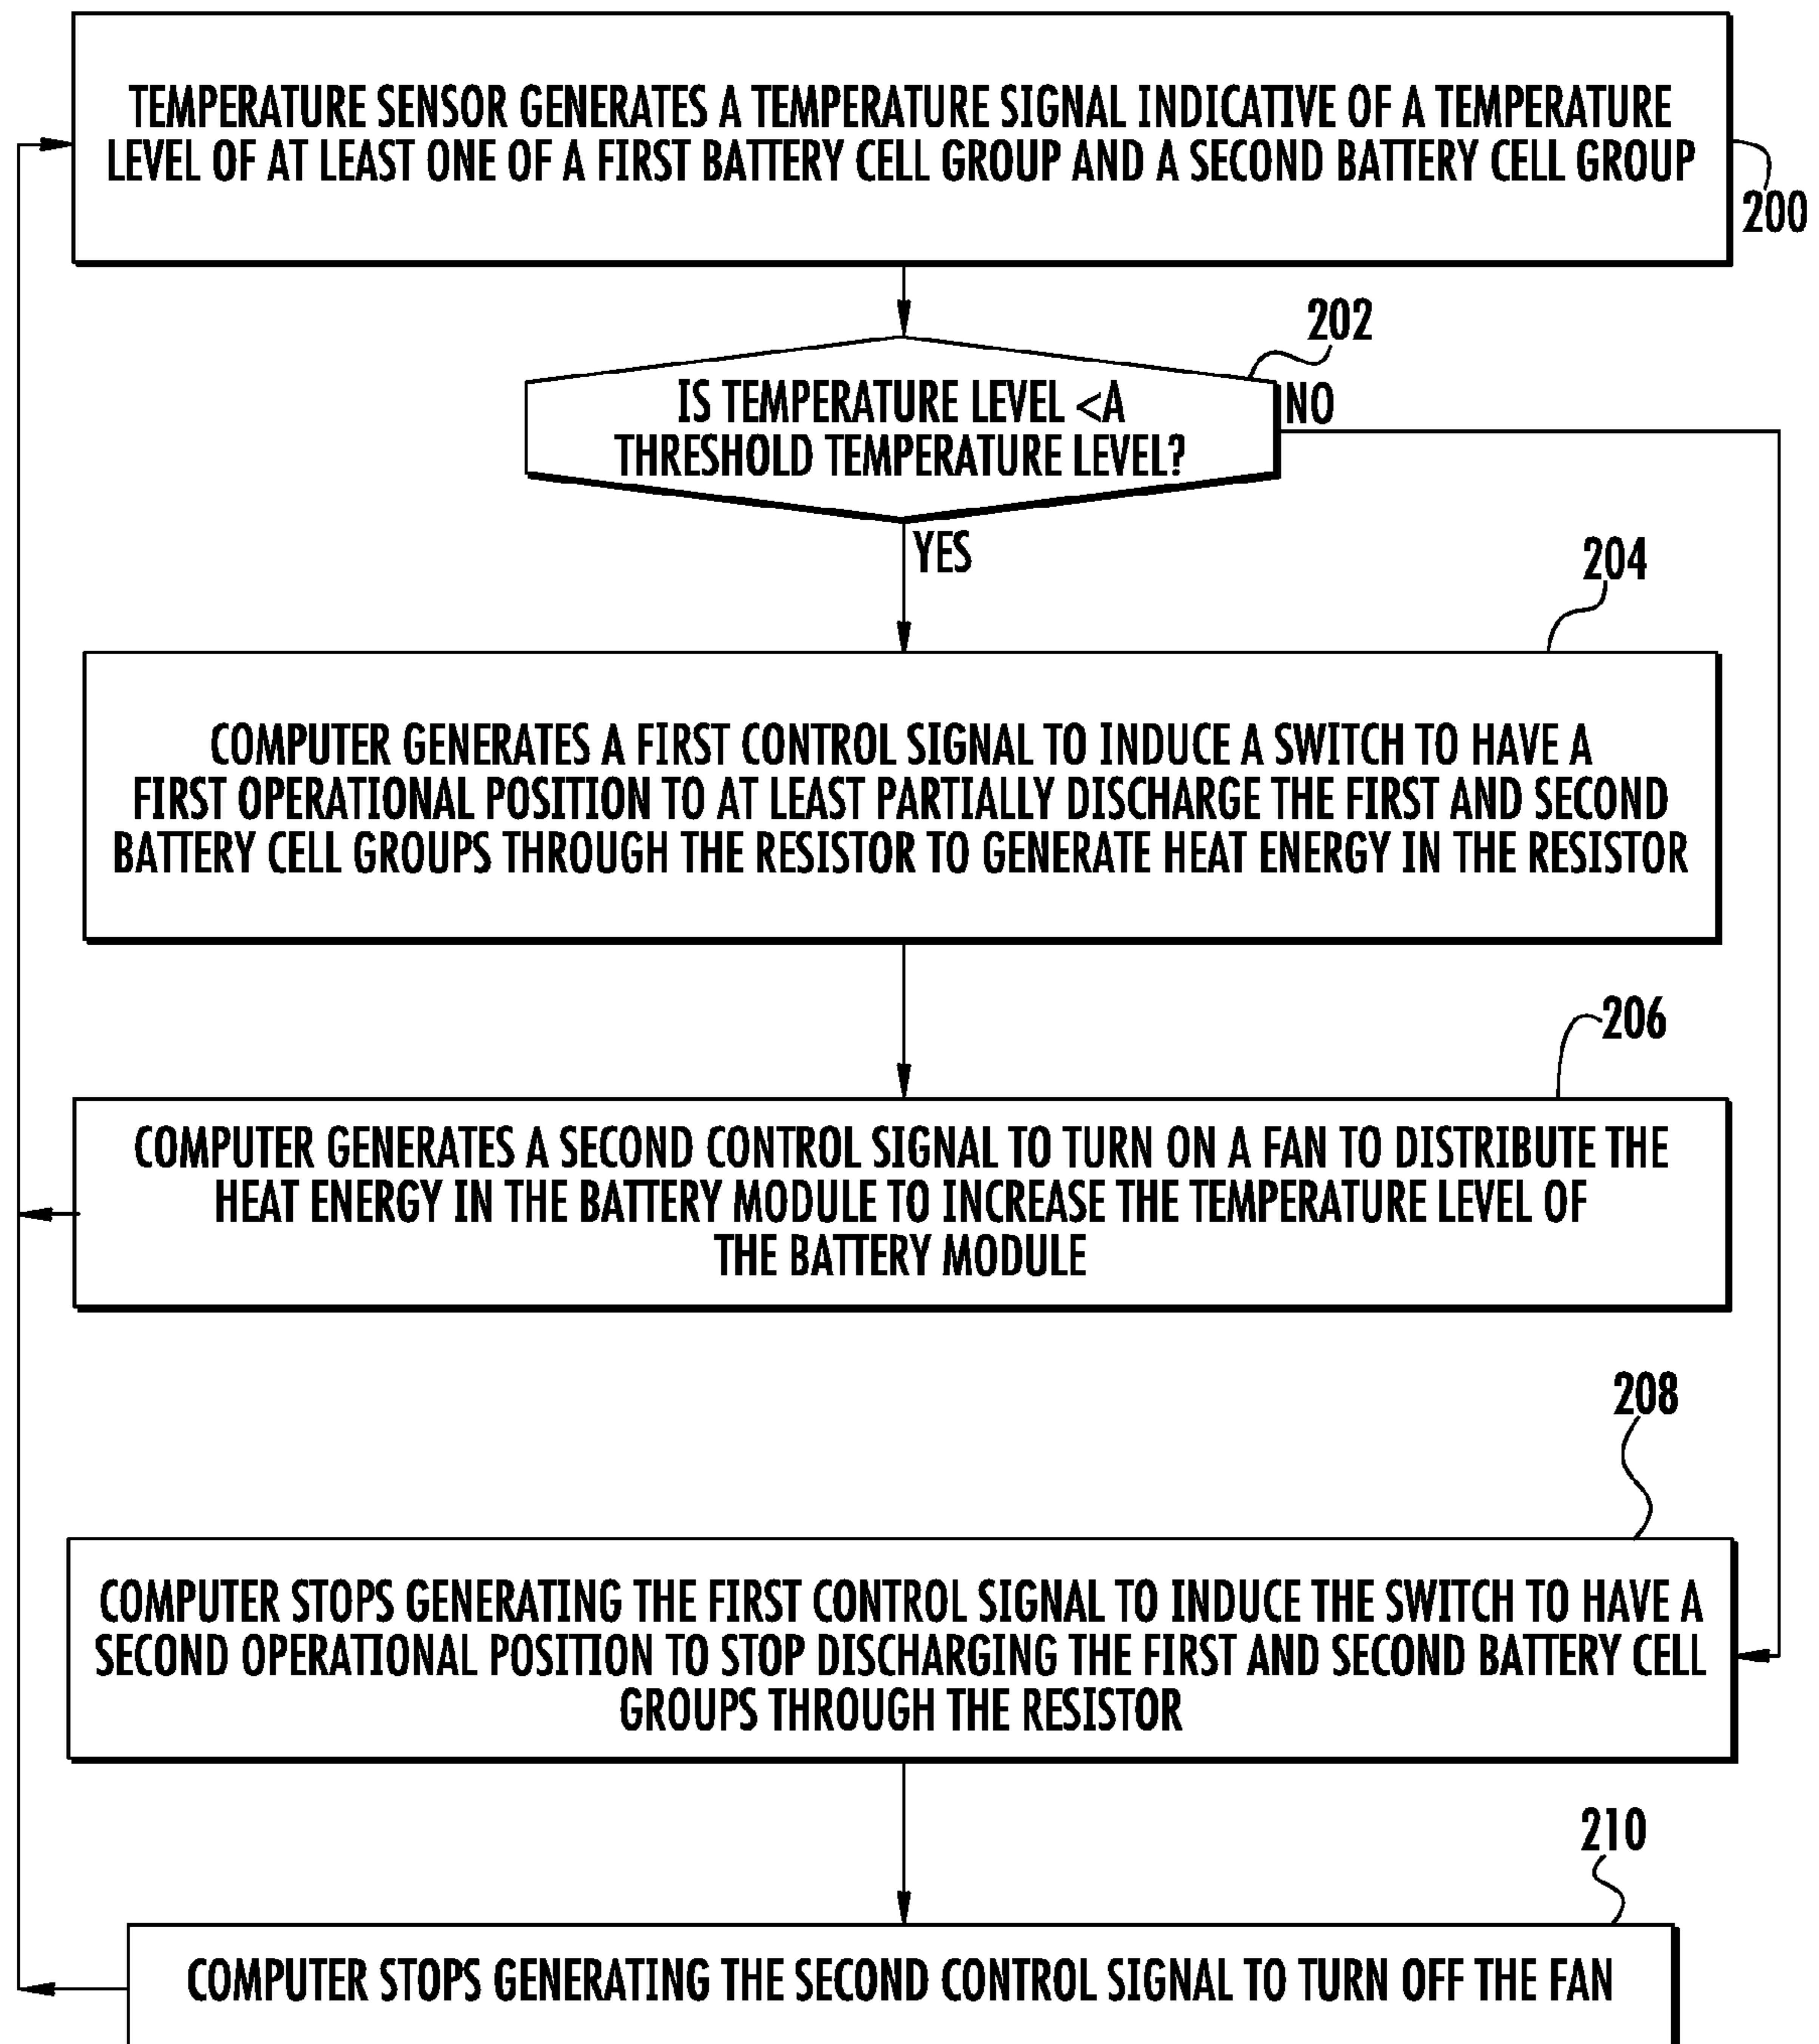 TEMPERATURE SENSOR GENERATES A TEMPERATURE SIGNAL INDICATIVE OF A TEMPERATURE
LEVEL OF AT LEAST ONE OF A FIRST BATTERY CELL GROUP AND A SECOND BATTERY CELL GROUP
200
202
IS TEMPERATURE LEVEL <A
THRESHOLD TEMPERATURE LEVEL?
NO
YES
204
COMPUTER GENERATES A FIRST CONTROL SIGNAL TO INDUCE A SWITCH TO HAVE A
FIRST OPERATIONAL POSITION TO AT LEAST PARTIALLY DISCHARGE THE FIRST AND SECOND
BATTERY CELL GROUPS THROUGH THE RESISTOR TO GENERATE HEAT ENERGY IN THE RESISTOR
206
COMPUTER GENERATES A SECOND CONTROL SIGNAL TO TURN ON A FAN TO DISTRIBUTE THE
HEAT ENERGY IN THE BATTERY MODULE TO INCREASE THE TEMPERATURE LEVEL OF
THE BATTERY MODULE
208
COMPUTER STOPS GENERATING THE FIRST CONTROL SIGNAL TO INDUCE THE SWITCH TO HAVE A
SECOND OPERATIONAL POSITION TO STOP DISCHARGING THE FIRST AND SECOND BATTERY CELL
GROUPS THROUGH THE RESISTOR
210
COMPUTER STOPS GENERATING THE SECOND CONTROL SIGNAL TO TURN OFF THE FAN